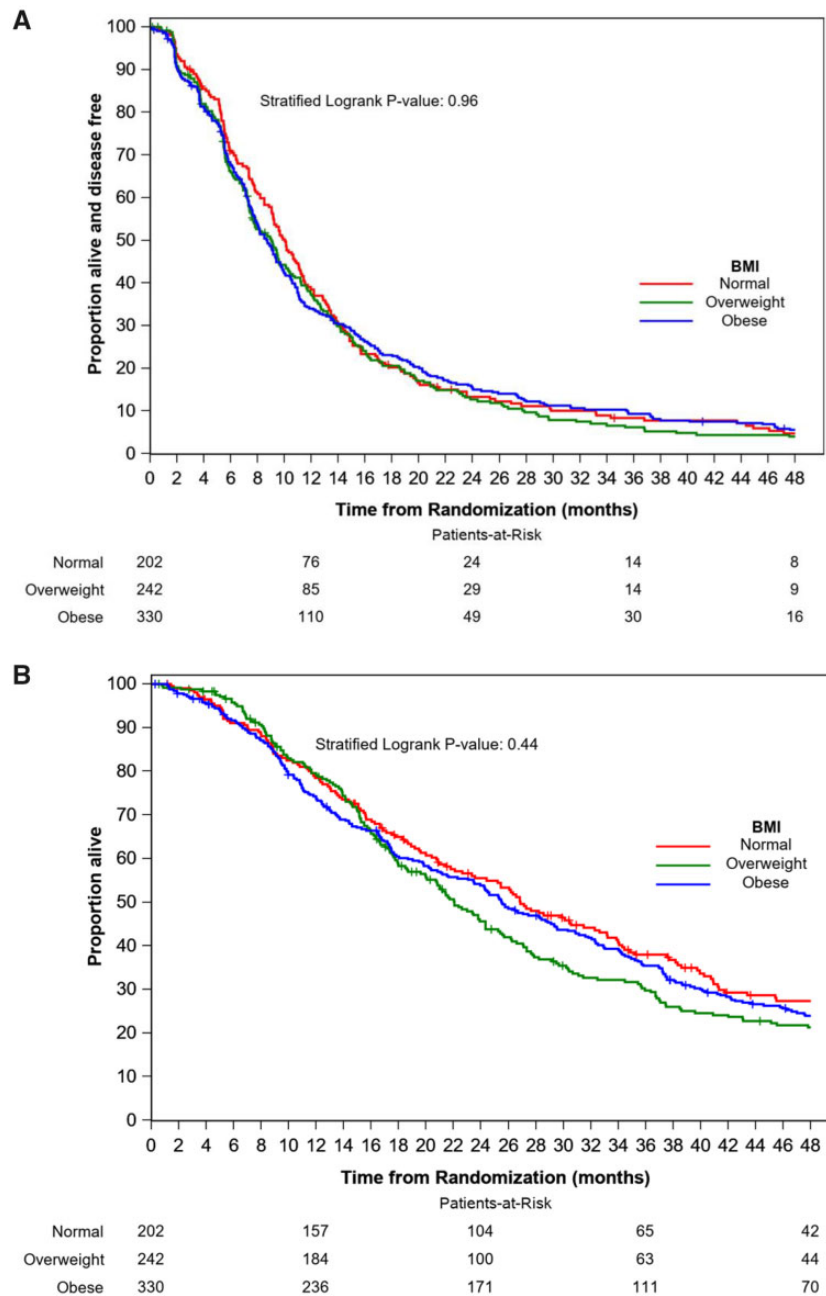 A
Proportion alive and disease free
100
90
80
70
60
50
40
30
20
10
0
Stratified Logrank P-value: 0.96
BMI
Normal
Overweight
Obese
0 2 4 6 8 10 12 14 16 18 20 22 24 26 28 30 32 34 36 38 40 42 44 46 48
Time from Randomization (months)
Patients-at-Risk
Normal 202 76 24 14 8
Overweight 242 85 29 14 9
Obese 330 110 49 30 16
B
Proportion alive
100
90
80
70
60
50
40
30
20
10
0
Stratified Logrank P-value: 0.44
BMI
Normal
Overweight
Obese
0 2 4 6 8 10 12 14 16 18 20 22 24 26 28 30 32 34 36 38 40 42 44 46 48
Time from Randomization (months)
Patients-at-Risk
Normal 202 157 104 65 42
Overweight 242 184 100 63 44
Obese 330 236 171 111 70